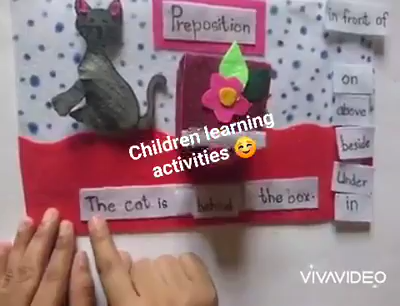 Preposition
in front of
on
above
beside
Under
in
Children learning
activities
The cat is behind the box.
VIVAVIDEO